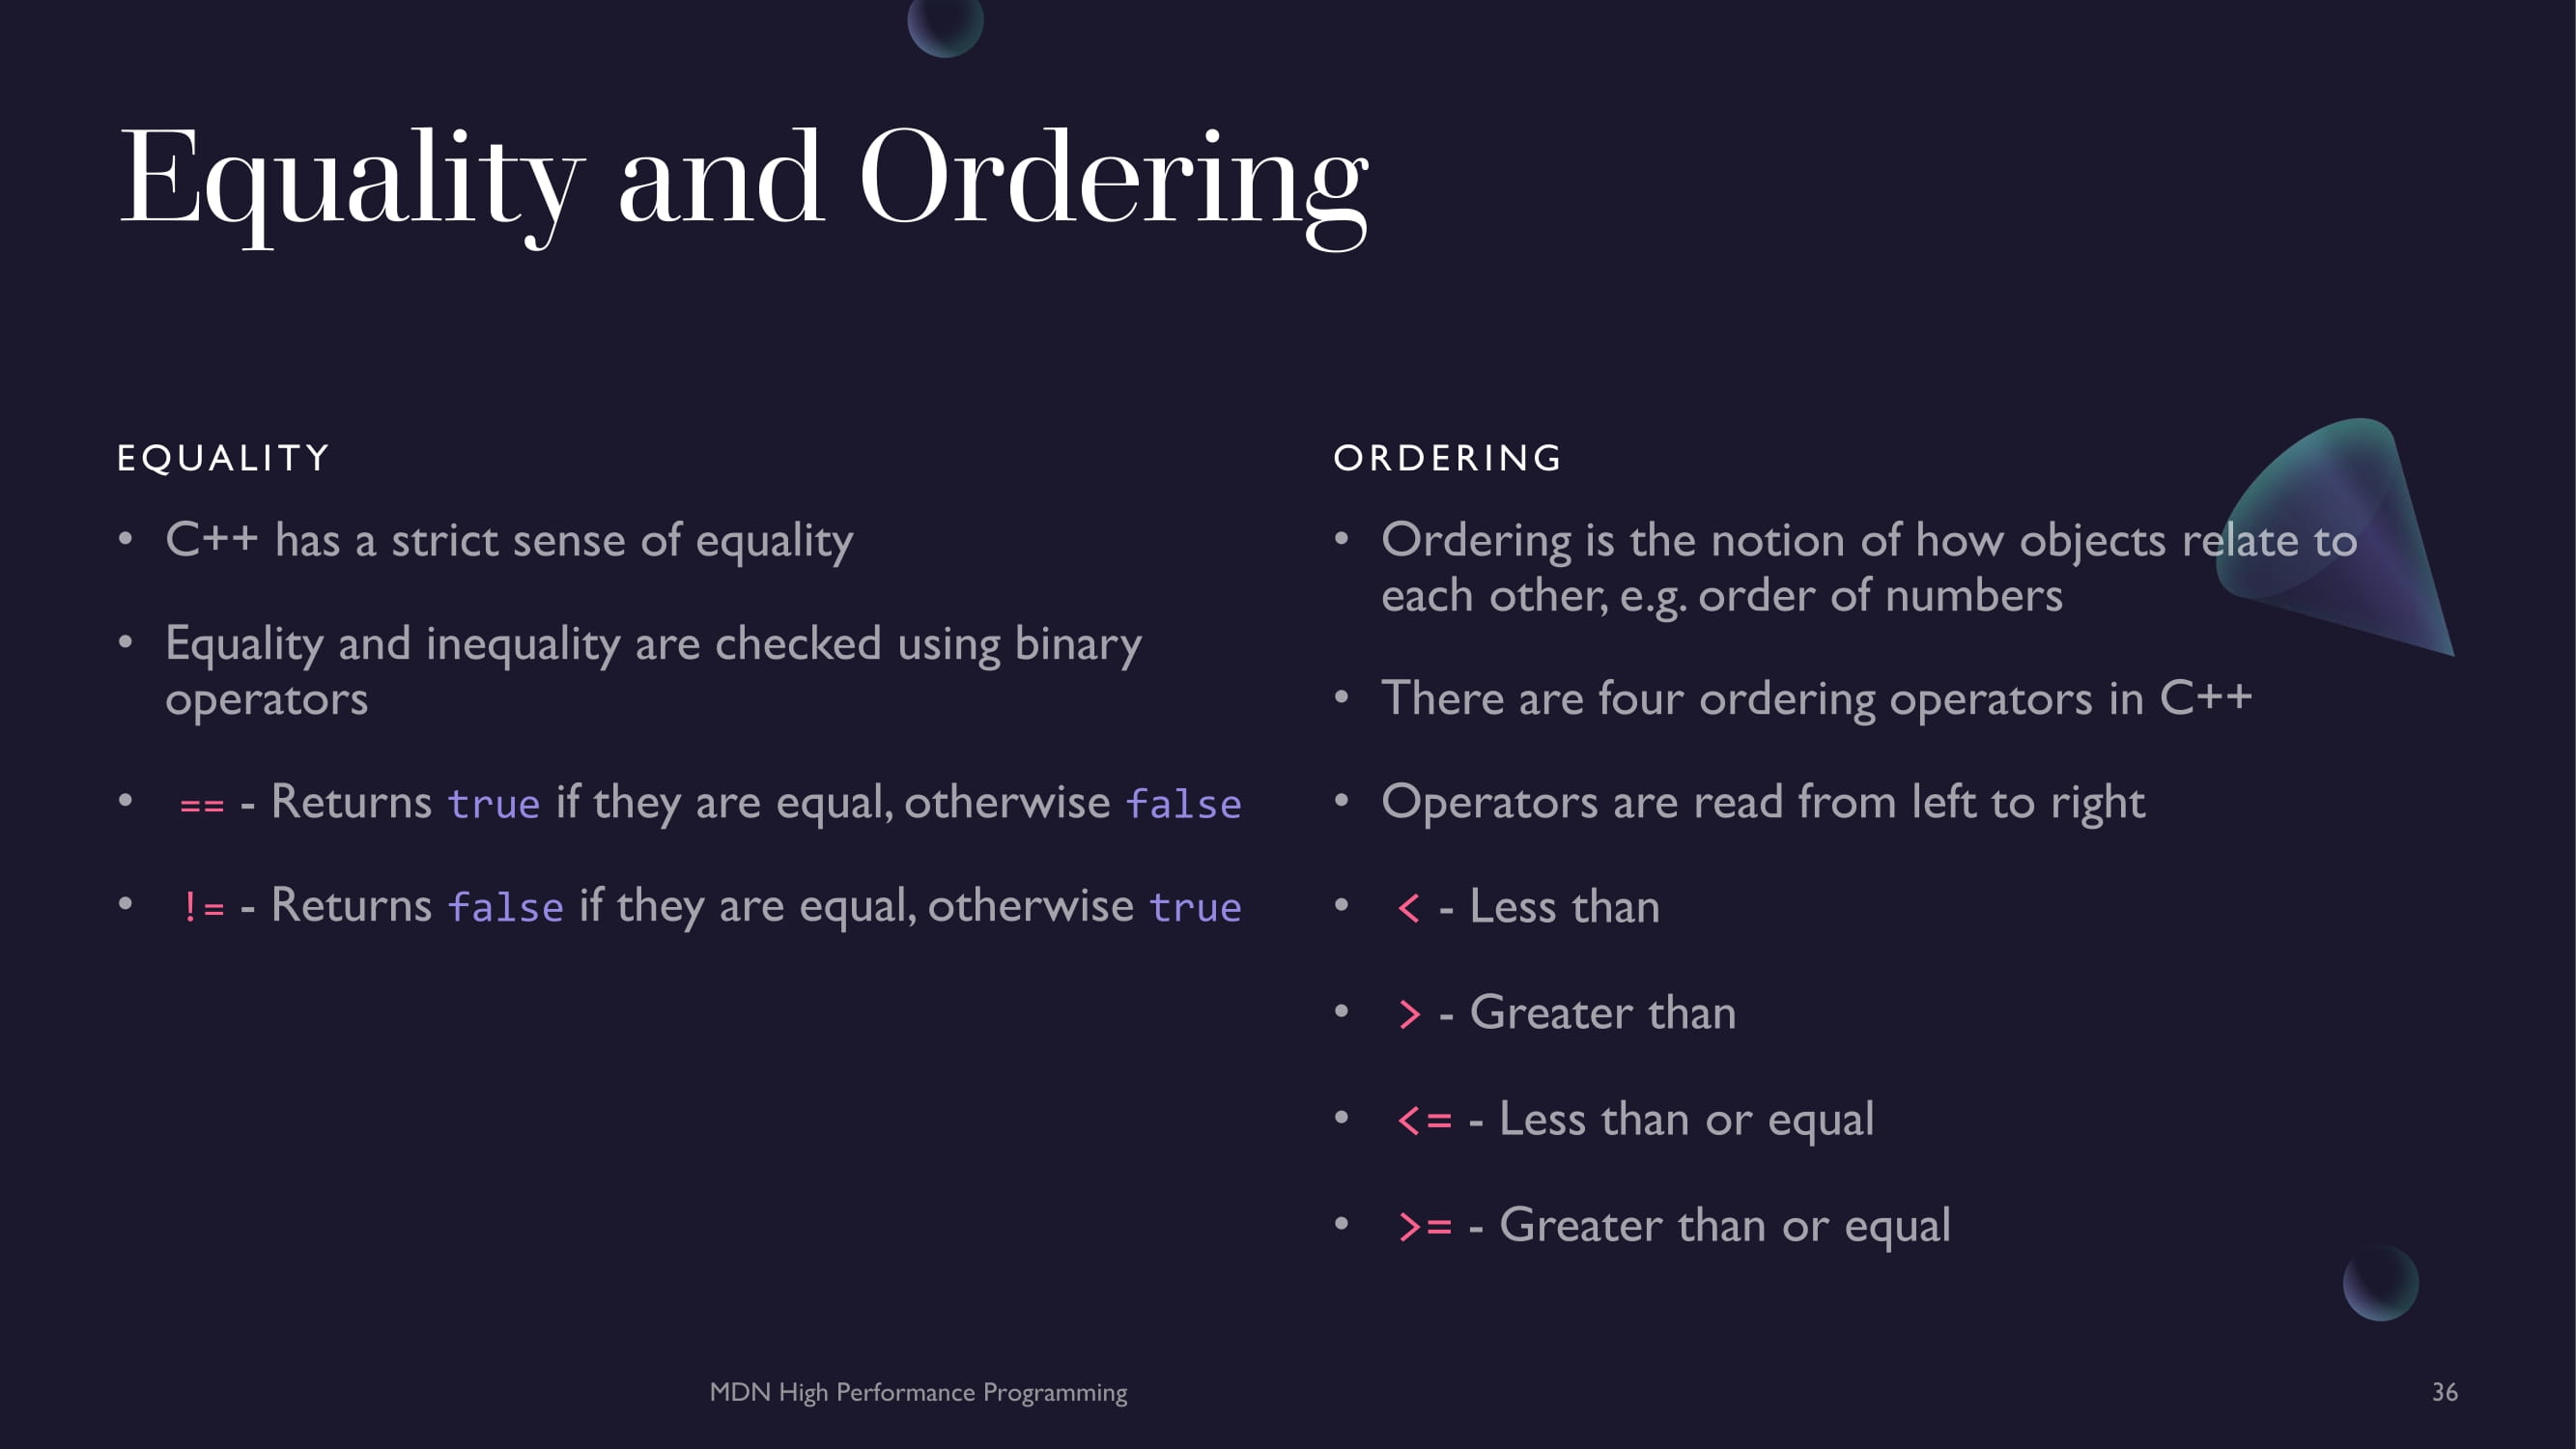 Equality and Ordering
EQUALITY
• C++ has a strict sense of equality
• Equality and inequality are checked using binary
operators
• == - Returns true if they are equal, otherwise false
• != - Returns false if they are equal, otherwise true
ORDERING
• Ordering is the notion of how objects relate to
each other, e.g. order of numbers
• There are four ordering operators in C++
• Operators are read from left to right
• < - Less than
• > - Greater than
• <= - Less than or equal
• >= - Greater than or equal
MDN High Performance Programming
36